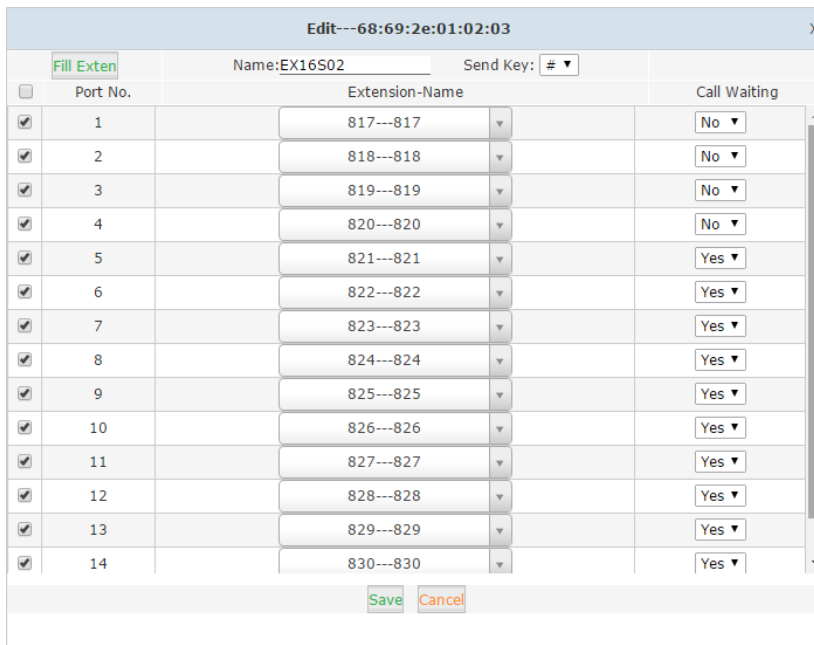 Edit---68:69:2e:01:02:03 X
Fill Exten Name:EX16S02 Send Key: #
Port No. Extension-Name Call Waiting
1 817---817 No
2 818---818 No
3 819---819 No
4 820---820 No
5 821---821 Yes
6 822---822 Yes
7 823---823 Yes
8 824---824 Yes
9 825---825 Yes
10 826---826 Yes
11 827---827 Yes
12 828---828 Yes
13 829---829 Yes
14 830---830 Yes
Save Cancel